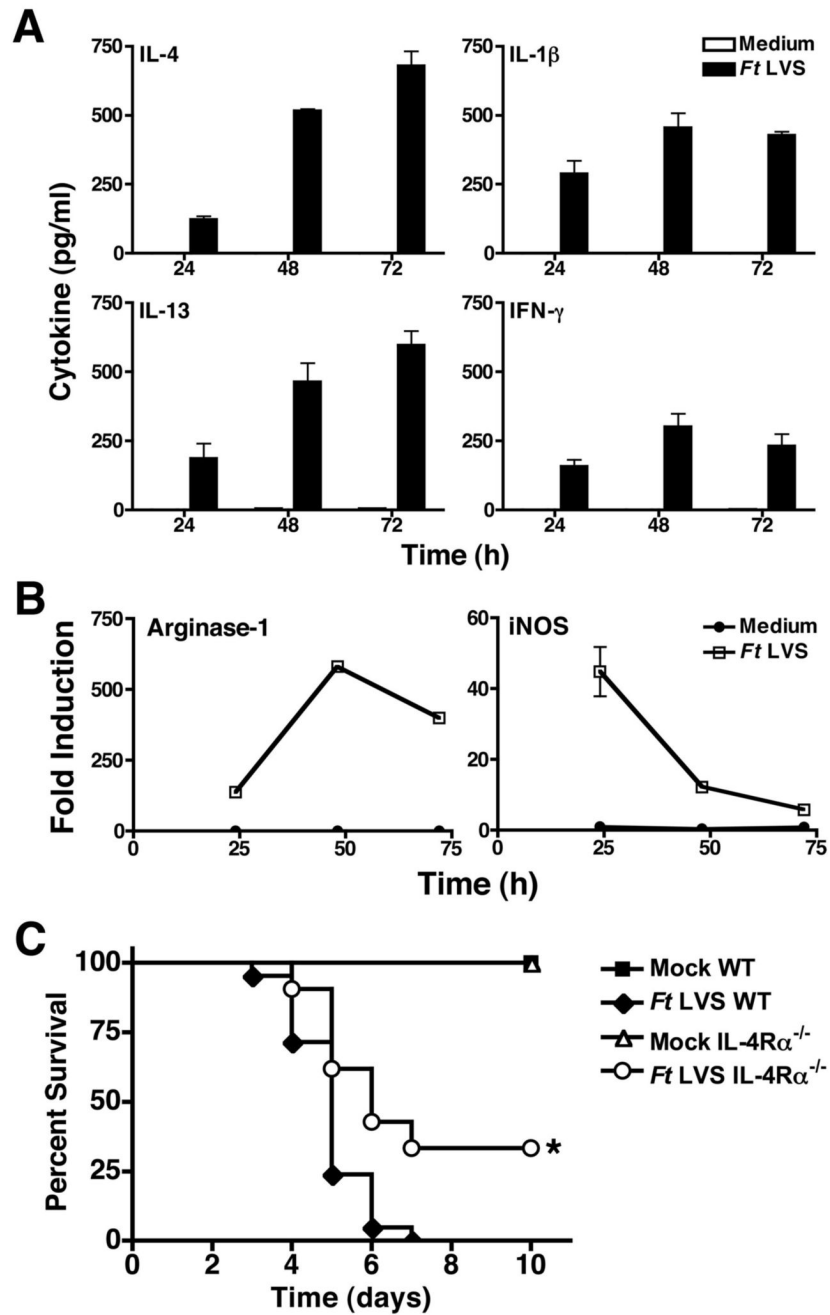 A
IL-4
IL-1β
Medium
Ft LVS
Cytokine (pg/ml)
750
500
250
0
24
48
72
750
500
250
0
24
48
72
IL-13
IFN-γ
750
500
250
0
24
48
72
750
500
250
0
24
48
72
Time (h)
B
Arginase-1
iNOS
Medium
Ft LVS
Fold Induction
750
500
250
0
0
25
50
75
60
40
20
0
0
25
50
75
Time (h)
C
Percent Survival
100
75
50
25
0
0
2
4
6
8
10
*
Time (days)
Mock WT
Ft LVS WT
Mock IL-4Rα-/-
Ft LVS IL-4Rα-/-